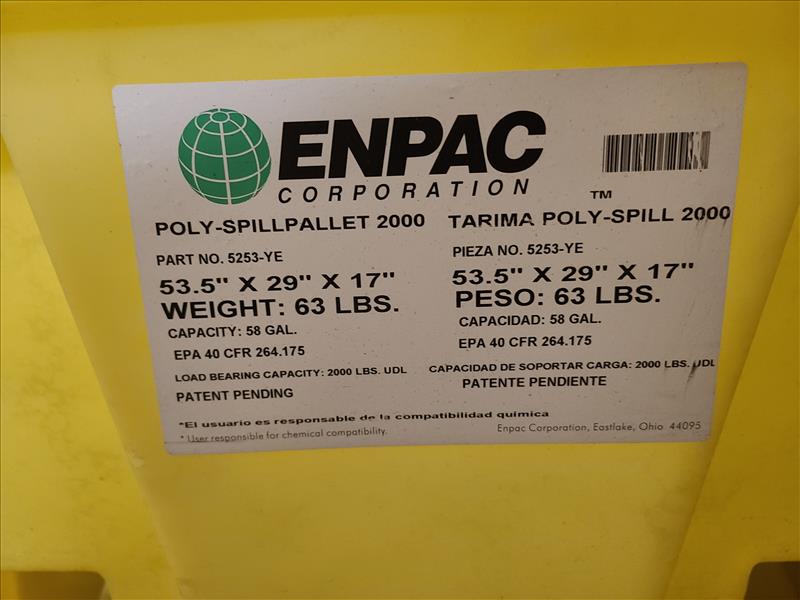 ENPAC
CORPORATION
TM
POLY-SPILLPALLET 2000
PART NO. 5253-YE
53.5" X 29" X 17"
WEIGHT: 63 LBS.
CAPACITY: 58 GAL.
EPA 40 CFR 264.175
LOAD BEARING CAPACITY: 2000 LBS. UDL
PATENT PENDING
TARIMA POLY-SPILL 2000
PIEZA NO. 5253-YE
53.5" X 29" X 17"
PESO: 63 LBS.
CAPACIDAD: 58 GAL.
EPA 40 CFR 264.175
CAPACIDAD DE SOPORTAR CARGA: 2000 LBS. UDL
PATENTE PENDIENTE
*El usuario es responsable de la compatibilidad quimica
* User responsible for chemical compatibility.
Enpac Corporation, Eastlake, Ohio 44095